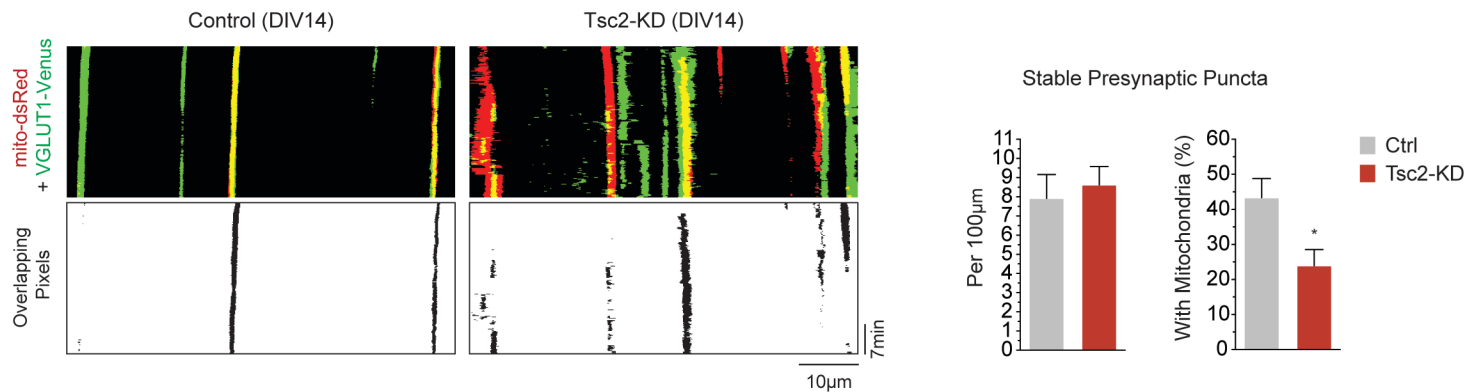 Control (DIV14)
Tsc2-KD (DIV14)
mito-dsRed
+ VGLUT1-Venus
Overlapping
Pixels
7min
10µm
Stable Presynaptic Puncta
Per 100µm
11
10
9
8
7
6
5
4
3
2
1
0
With Mitochondria (%)
60
50
40
30
20
10
0
*
Ctrl
Tsc2-KD